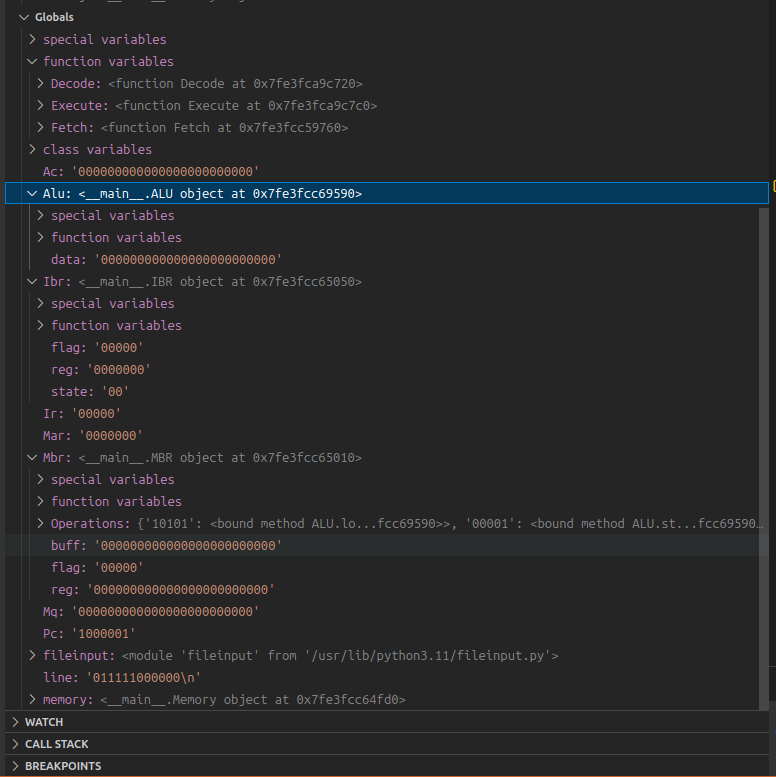 Globals
special variables
function variables
Decode: <function Decode at 0x7fe3fca9c720>
Execute: <function Execute at 0x7fe3fca9c7c0>
Fetch: <function Fetch at 0x7fe3fcc59760>
class variables
Ac: '000000000000000000000000'
Alu: <__main__.ALU object at 0x7fe3fcc69590>
special variables
function variables
data: '000000000000000000000000'
Ibr: <__main__.IBR object at 0x7fe3fcc65050>
special variables
function variables
flag: '00000'
reg: '0000000'
state: '00'
Ir: '00000'
Mar: '0000000'
Mbr: <__main__.MBR object at 0x7fe3fcc65010>
special variables
function variables
Operations: {'10101': <bound method ALU.lo...fcc69590>>, '00001': <bound method ALU.st...fcc69590…
buff: '000000000000000000000000'
flag: '00000'
reg: '000000000000000000000000'
Mq: '000000000000000000000000'
Pc: '1000001'
fileinput: <module 'fileinput' from '/usr/lib/python3.11/fileinput.py'>
line: '011111000000\n'
memory: <__main__.Memory object at 0x7fe3fcc64fd0>
WATCH
CALL STACK
BREAKPOINTS